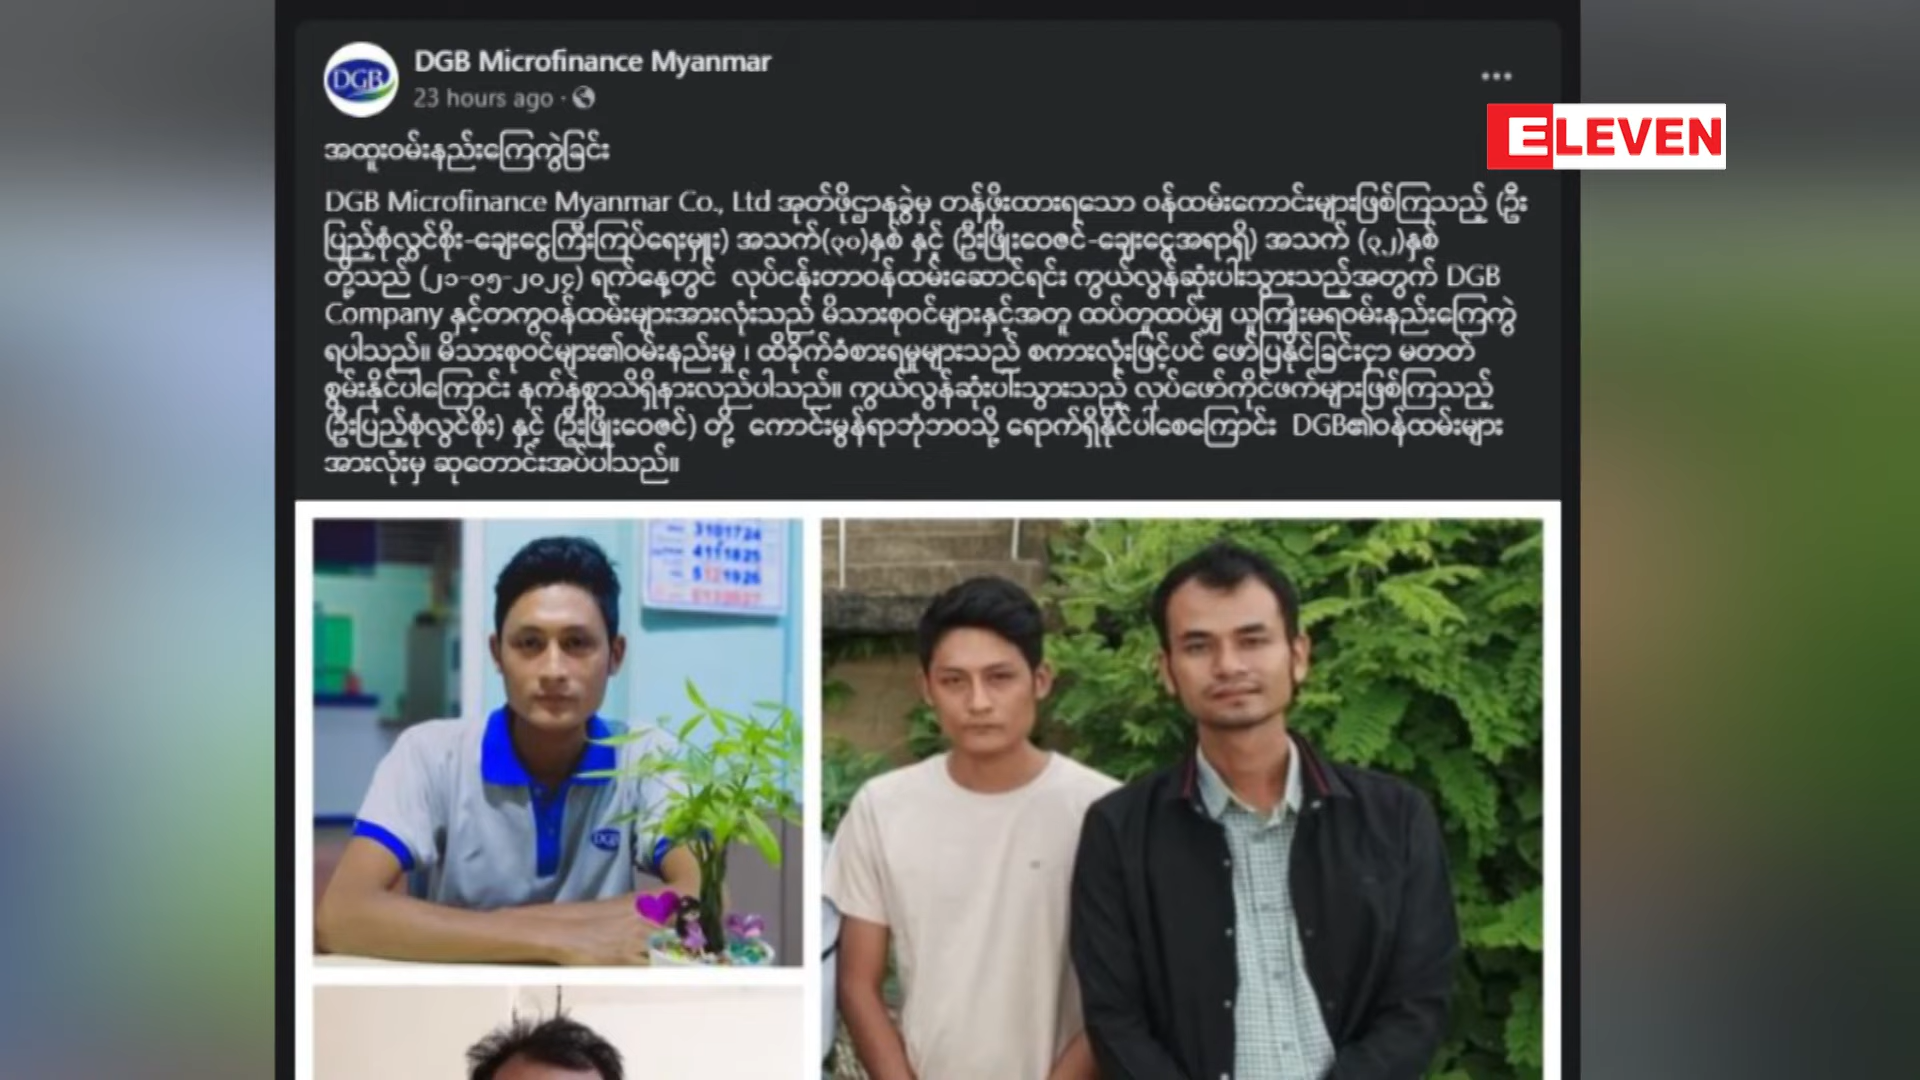 DGB
DGB Microfinance Myanmar
23 hours ago ·
ELEVEN
အထူးဝမ်းနည်းကြေကွဲခြင်း
DGB Microfinance Myanmar Co., Ltd အုတ်ဖိုဌာနခွဲမှ တန်ဖိုးထားရသော ဝန်ထမ်းကောင်းများဖြစ်ကြသည့် (ဦး
ပြည့်စုံလွင်စိုး-ချေးငွေကြီးကြပ်ရေးမှူး) အသက်(၃၀)နှစ် နှင့် (ဦးဖြိုးဝေဇင်-ချေးငွေအရာရှိ) အသက် (၃၂)နှစ်
တို့သည် (၂၁-၀၅-၂၀၂၄) ရက်နေ့တွင် လုပ်ငန်းတာဝန်ထမ်းဆောင်ရင်း ကွယ်လွန်ဆုံးပါးသွားသည့်အတွက် DGB
Company နှင့်တကွဝန်ထမ်းများအားလုံးသည် မိသားစုဝင်များနှင့်အတူ ထပ်တူထပ်မျှ ယူကြုံးမရဝမ်းနည်းကြေကွဲ
ရပါသည်။ မိသားစုဝင်များ၏ဝမ်းနည်းမှု ၊ ထိခိုက်ခံစားရမှုများသည် စကားလုံးဖြင့်ပင် ဖော်ပြနိုင်ခြင်းငှာ မတတ်
စွမ်းနိုင်ပါကြောင်း နက်နဲစွာသိရှိနားလည်ပါသည်။ ကွယ်လွန်ဆုံးပါးသွားသည့် လုပ်ဖော်ကိုင်ဖက်များဖြစ်ကြသည့်
(ဦးပြည့်စုံလွင်စိုး) နှင့် (ဦးဖြိုးဝေဇင်) တို့ ကောင်းမွန်ရာဘုံဘဝသို့ ရောက်ရှိနိုင်ပါစေကြောင်း DGB၏ဝန်ထမ်းများ
အားလုံးမှ ဆုတောင်းအပ်ပါသည်။
DGB